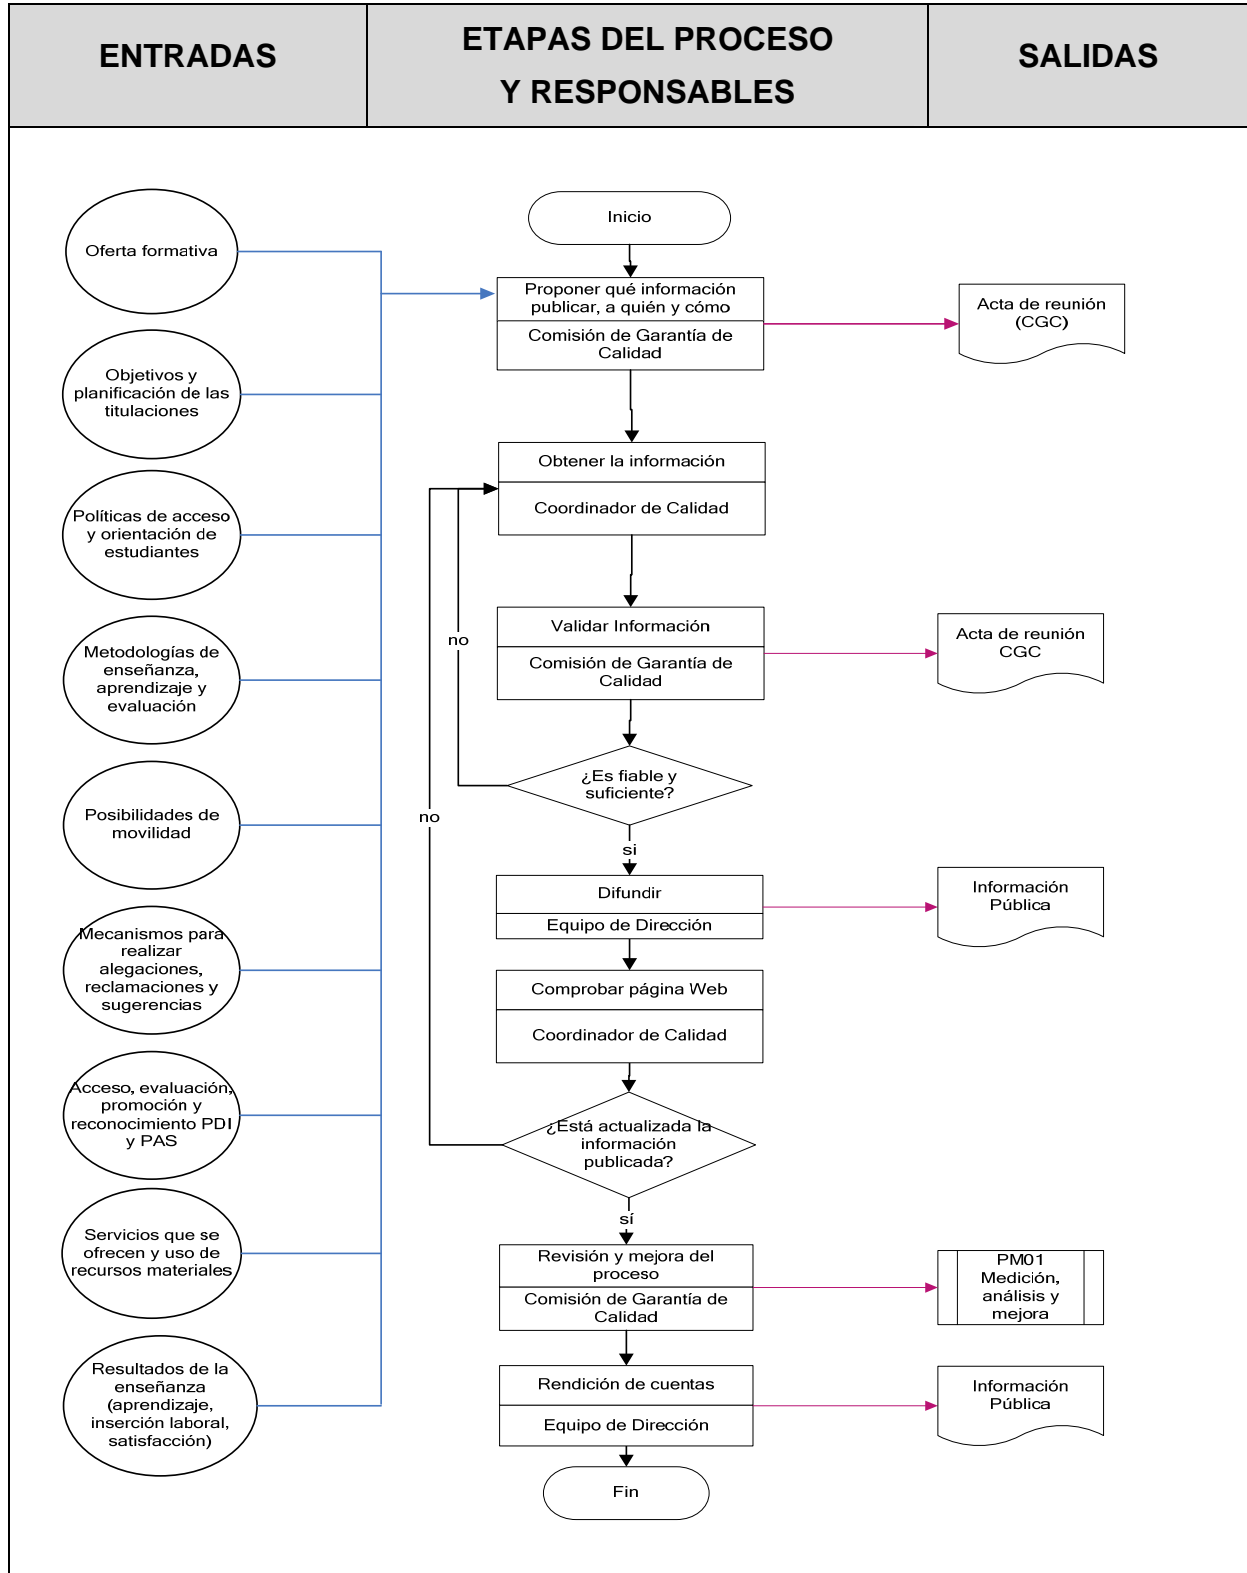 ENTRADAS
ETAPAS DEL PROCESO
Y RESPONSABLES
SALIDAS
Oferta formativa
Objetivos y
planificación de las
titulaciones
Políticas de acceso
y orientación de
estudiantes
Metodologías de
enseñanza,
aprendizaje y
evaluación
Posibilidades de
movilidad
Mecanismos para
realizar
alegaciones,
reclamaciones y
sugerencias
Acceso, evaluación,
promoción y
reconocimiento PDI
y PAS
Servicios que se
ofrecen y uso de
recursos materiales
Resultados de la
enseñanza
(aprendizaje,
inserción laboral,
satisfacción)
Inicio
Proponer qué información
publicar, a quién y cómo
Comisión de Garantía de
Calidad
Obtener la información
Coordinador de Calidad
Validar Información
Comisión de Garantía de
Calidad
no
¿Es fiable y
suficiente?
no
si
Difundir
Equipo de Dirección
Comprobar página Web
Coordinador de Calidad
¿Está actualizada la
información
publicada?
sí
Revisión y mejora del
proceso
Comisión de Garantía de
Calidad
Rendición de cuentas
Equipo de Dirección
Fin
Acta de reunión
(CGC)
Acta de reunión
CGC
Información
Pública
PM01
Medición,
análisis y
mejora
Información
Pública